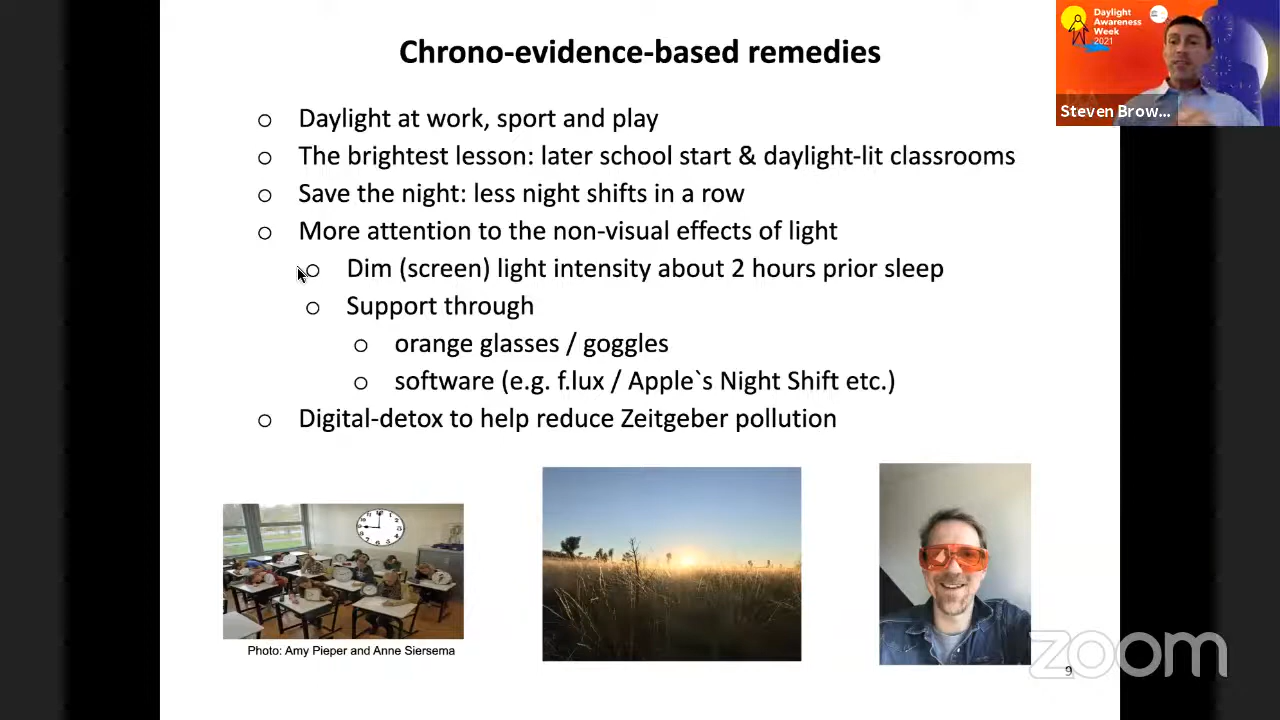 Chrono-evidence-based remedies
Daylight at work, sport and play
The brightest lesson: later school start & daylight-lit classrooms
Save the night: less night shifts in a row
More attention to the non-visual effects of light
Dim (screen) light intensity about 2 hours prior sleep
Support through
orange glasses / goggles
software (e.g. f.lux / Apple`s Night Shift etc.)
Digital-detox to help reduce Zeitgeber pollution
Photo: Amy Pieper and Anne Siersema
9
zoom
Daylight
Awareness
Week
2021
Steven Brow...